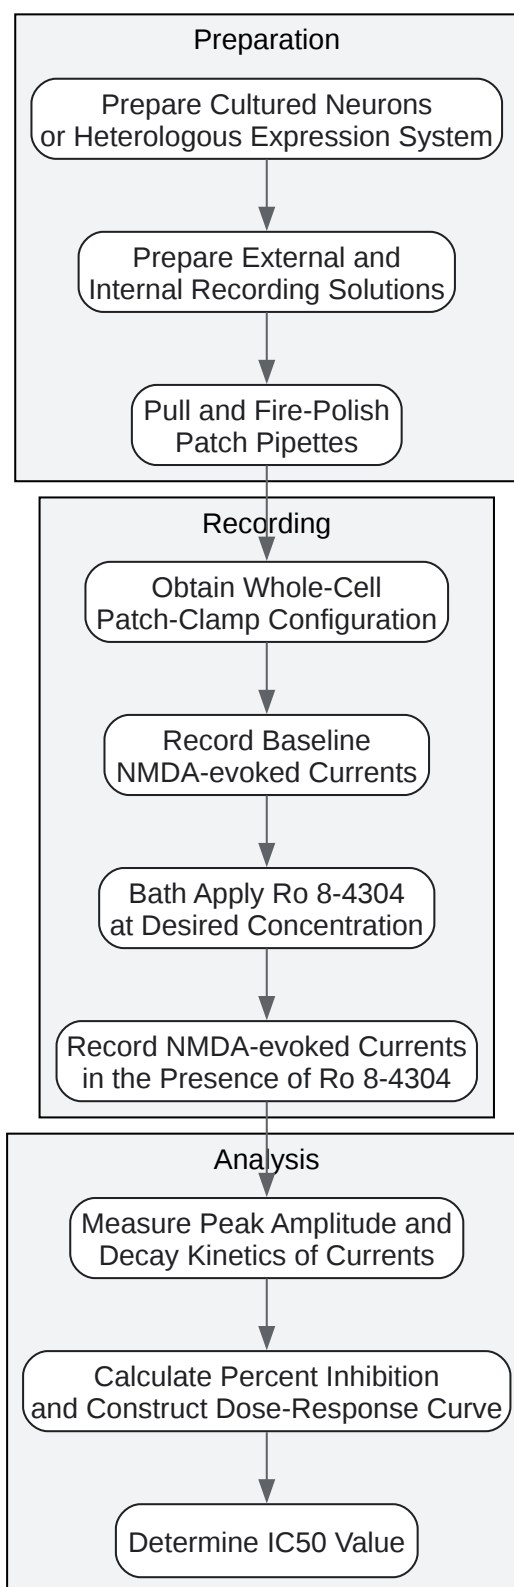 Preparation
Prepare Cultured Neurons
or Heterologous Expression System
Prepare External and
Internal Recording Solutions
Pull and Fire-Polish
Patch Pipettes
Recording
Obtain Whole-Cell
Patch-Clamp Configuration
Record Baseline
NMDA-evoked Currents
Bath Apply Ro 8-4304
at Desired Concentration
Record NMDA-evoked Currents
in the Presence of Ro 8-4304
Analysis
Measure Peak Amplitude and
Decay Kinetics of Currents
Calculate Percent Inhibition
and Construct Dose-Response Curve
Determine IC50 Value